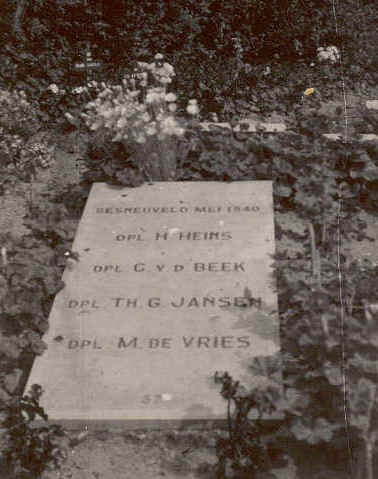 GESNEUVELD MEI 1940
DPL. H. HEINS
DPL. G. V. D. BEEK
DPL. TH. G. JANSEN
DPL. M. DE VRIES